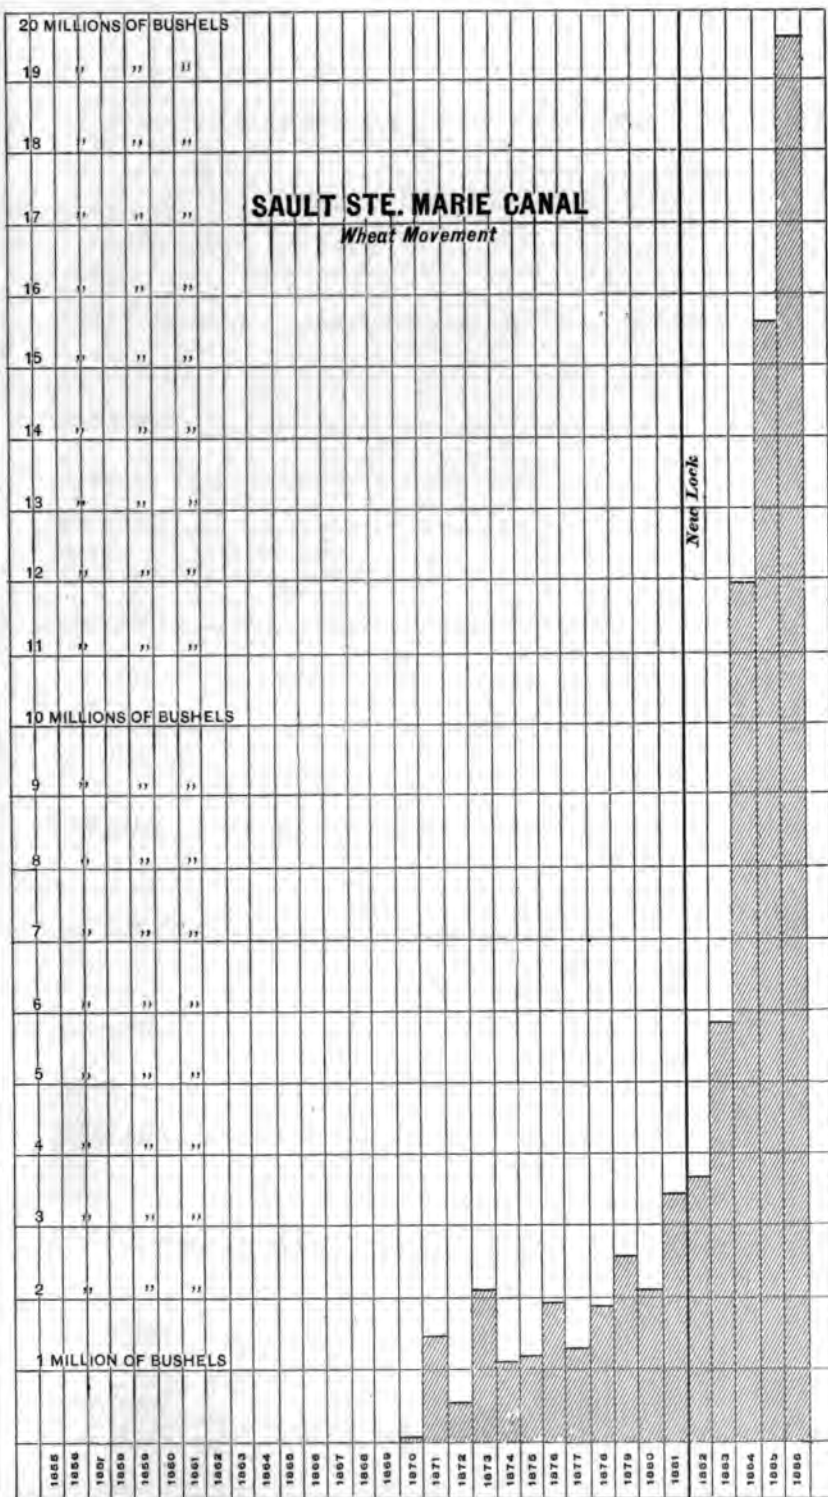 20 MILLIONS OF BUSHELS
19 " " "
18 " " "
17 " " "
SAULT STE. MARIE CANAL
Wheat Movement
16 " " "
15 " " "
14 " " "
New Lock
13 " " "
12 " " "
11 " " "
10 MILLIONS OF BUSHELS
9 " " "
8 " " "
7 " " "
6 " " "
5 " " "
4 " " "
3 " " "
2 " " "
1 MILLION OF BUSHELS
1855 1856 1857 1858 1859 1860 1861 1862 1863 1864 1865 1866 1867 1868 1869 1870 1871 1872 1873 1874 1875 1876 1877 1878 1879 1880 1881 1882 1883 1884 1885 1886